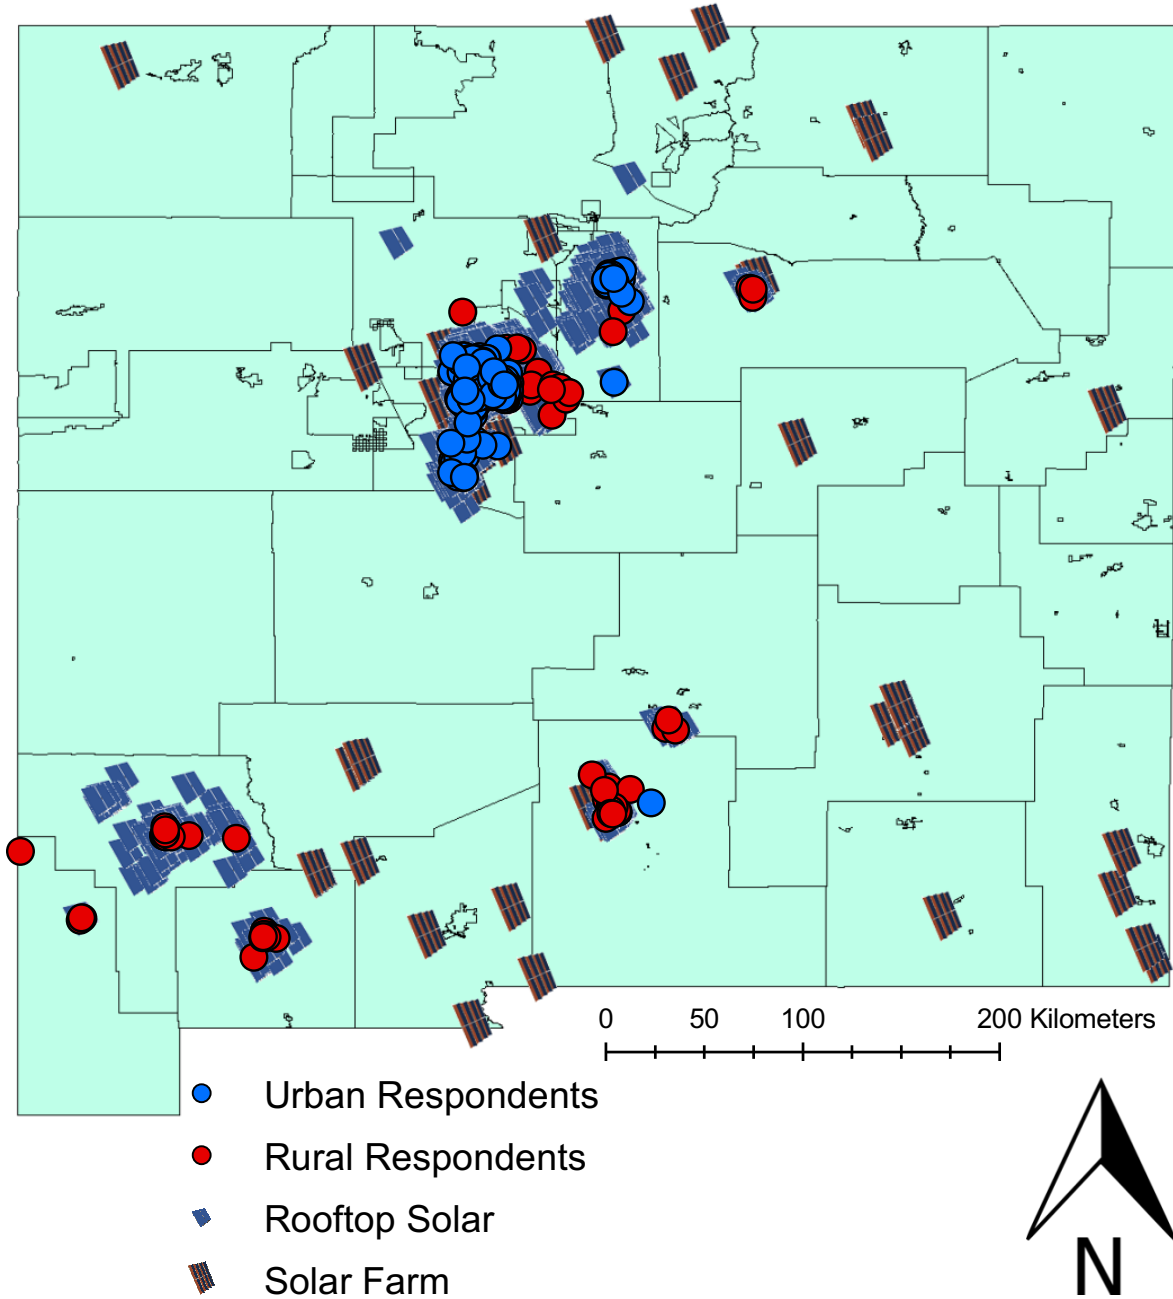 0 50 100 200 Kilometers
Urban Respondents
Rural Respondents
Rooftop Solar
Solar Farm
N